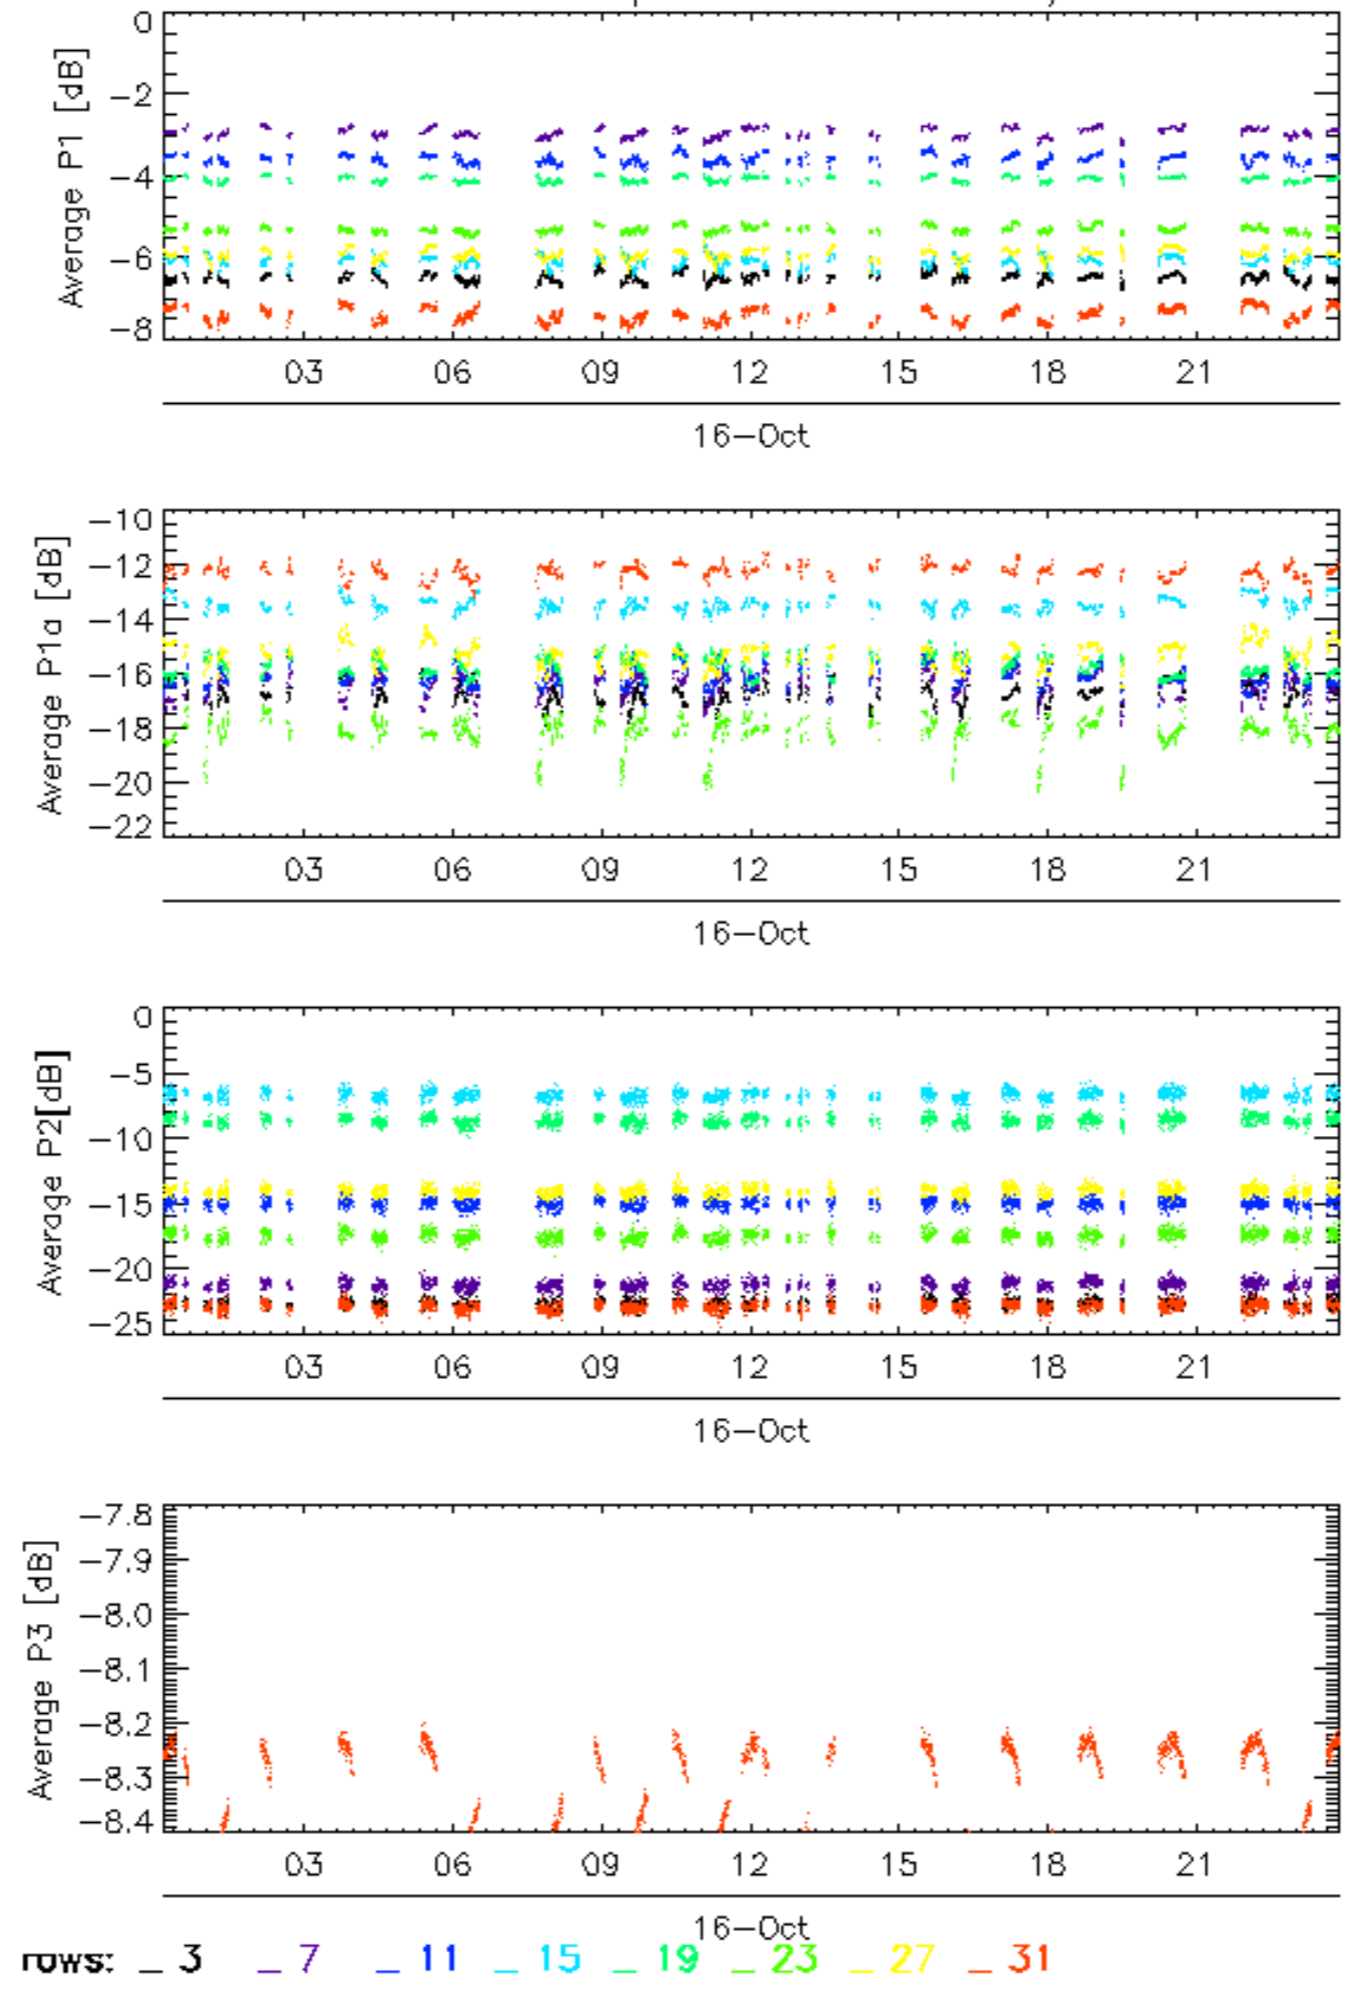 Average P1 [dB]
0
−2
−4
−6
−8
03 06 09 12 15 18 21
16−Oct
Average P1a [dB]
−10
−12
−14
−16
−18
−20
−22
03 06 09 12 15 18 21
16−Oct
Average P2[dB]
0
−5
−10
−15
−20
−25
03 06 09 12 15 18 21
16−Oct
Average P3 [dB]
−7.8
−7.9
−8.0
−8.1
−8.2
−8.3
−8.4
03 06 09 12 15 18 21
16−Oct
rows: _ 3 _ 7 _ 11 _ 15 _ 19 _ 23 _ 27 _ 31